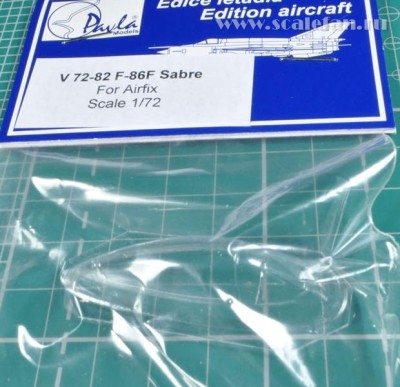 www.scalefan.ru
Edice letadla
Edition aircraft
Pavla
models
V 72-82 F-86F Sabre
For Airfix
Scale 1/72